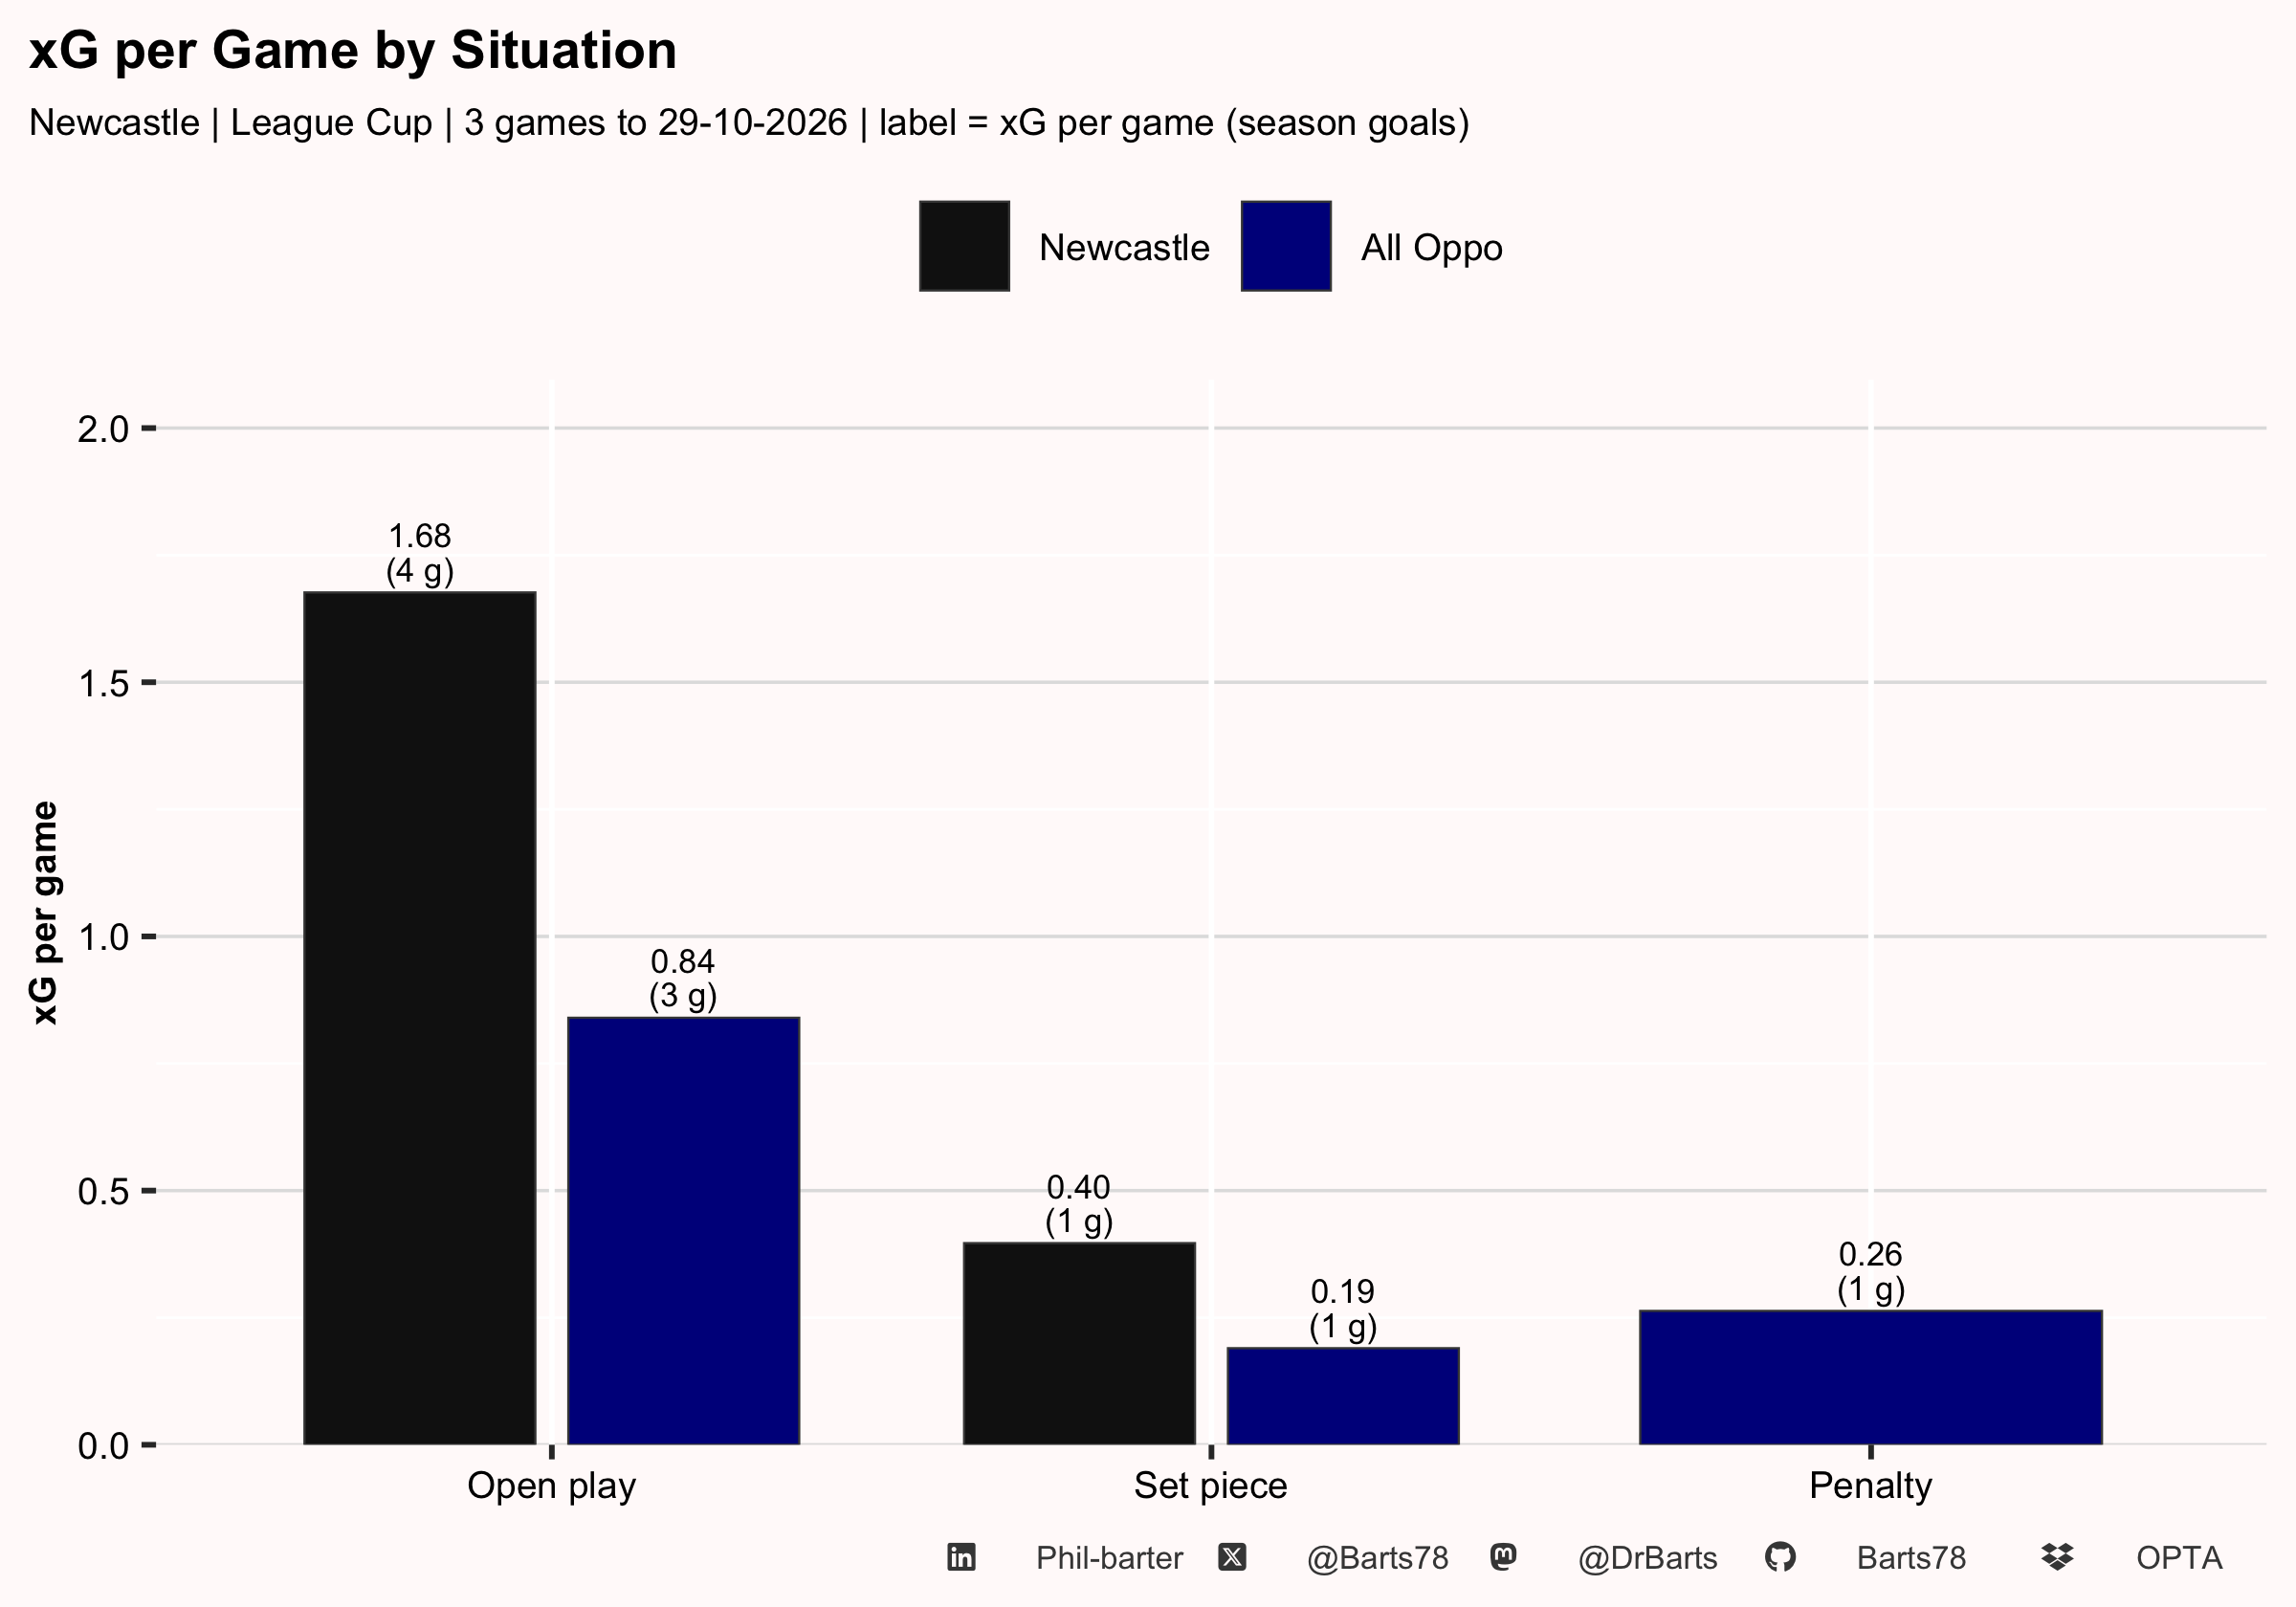 xG per Game by Situation
Newcastle | League Cup | 3 games to 29-10-2026 | label = xG per game (season goals)
Newcastle
All Oppo
xG per game
2.0
1.5
1.0
0.5
0.0
1.68
(4 g)
0.84
(3 g)
0.40
(1 g)
0.19
(1 g)
0.26
(1 g)
Open play
Set piece
Penalty
Phil-barter @Barts78 @DrBarts Barts78 OPTA